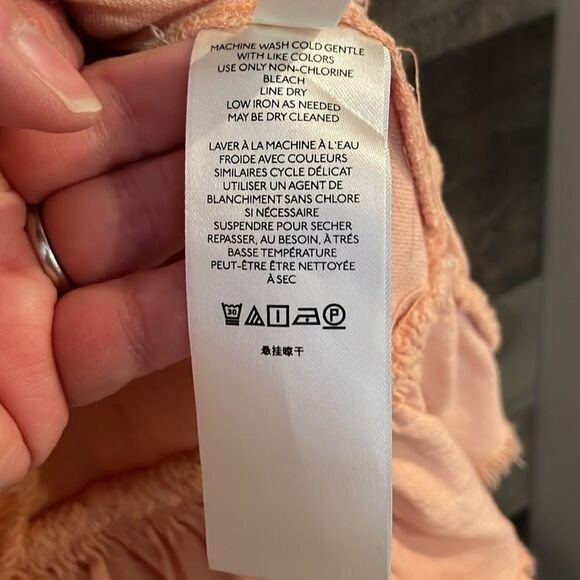 MACHINE WASH COLD GENTLE
WITH LIKE COLORS
USE ONLY NON-CHLORINE
BLEACH
LINE DRY
LOW IRON AS NEEDED
MAY BE DRY CLEANED
LAVER À LA MACHINE À L'EAU
FROIDE AVEC COULEURS
SIMILAIRES CYCLE DÉLICAT
UTILISER UN AGENT DE
BLANCHIMENT SANS CHLORE
SI NÉCESSAIRE
SUSPENDRE POUR SECHER
REPASSER, AU BESOIN, À TRÉS
BASSE TEMPÉRATURE
PEUT-ÊTRE ÊTRE NETTOYÉE
À SEC
30 P
悬挂晾干